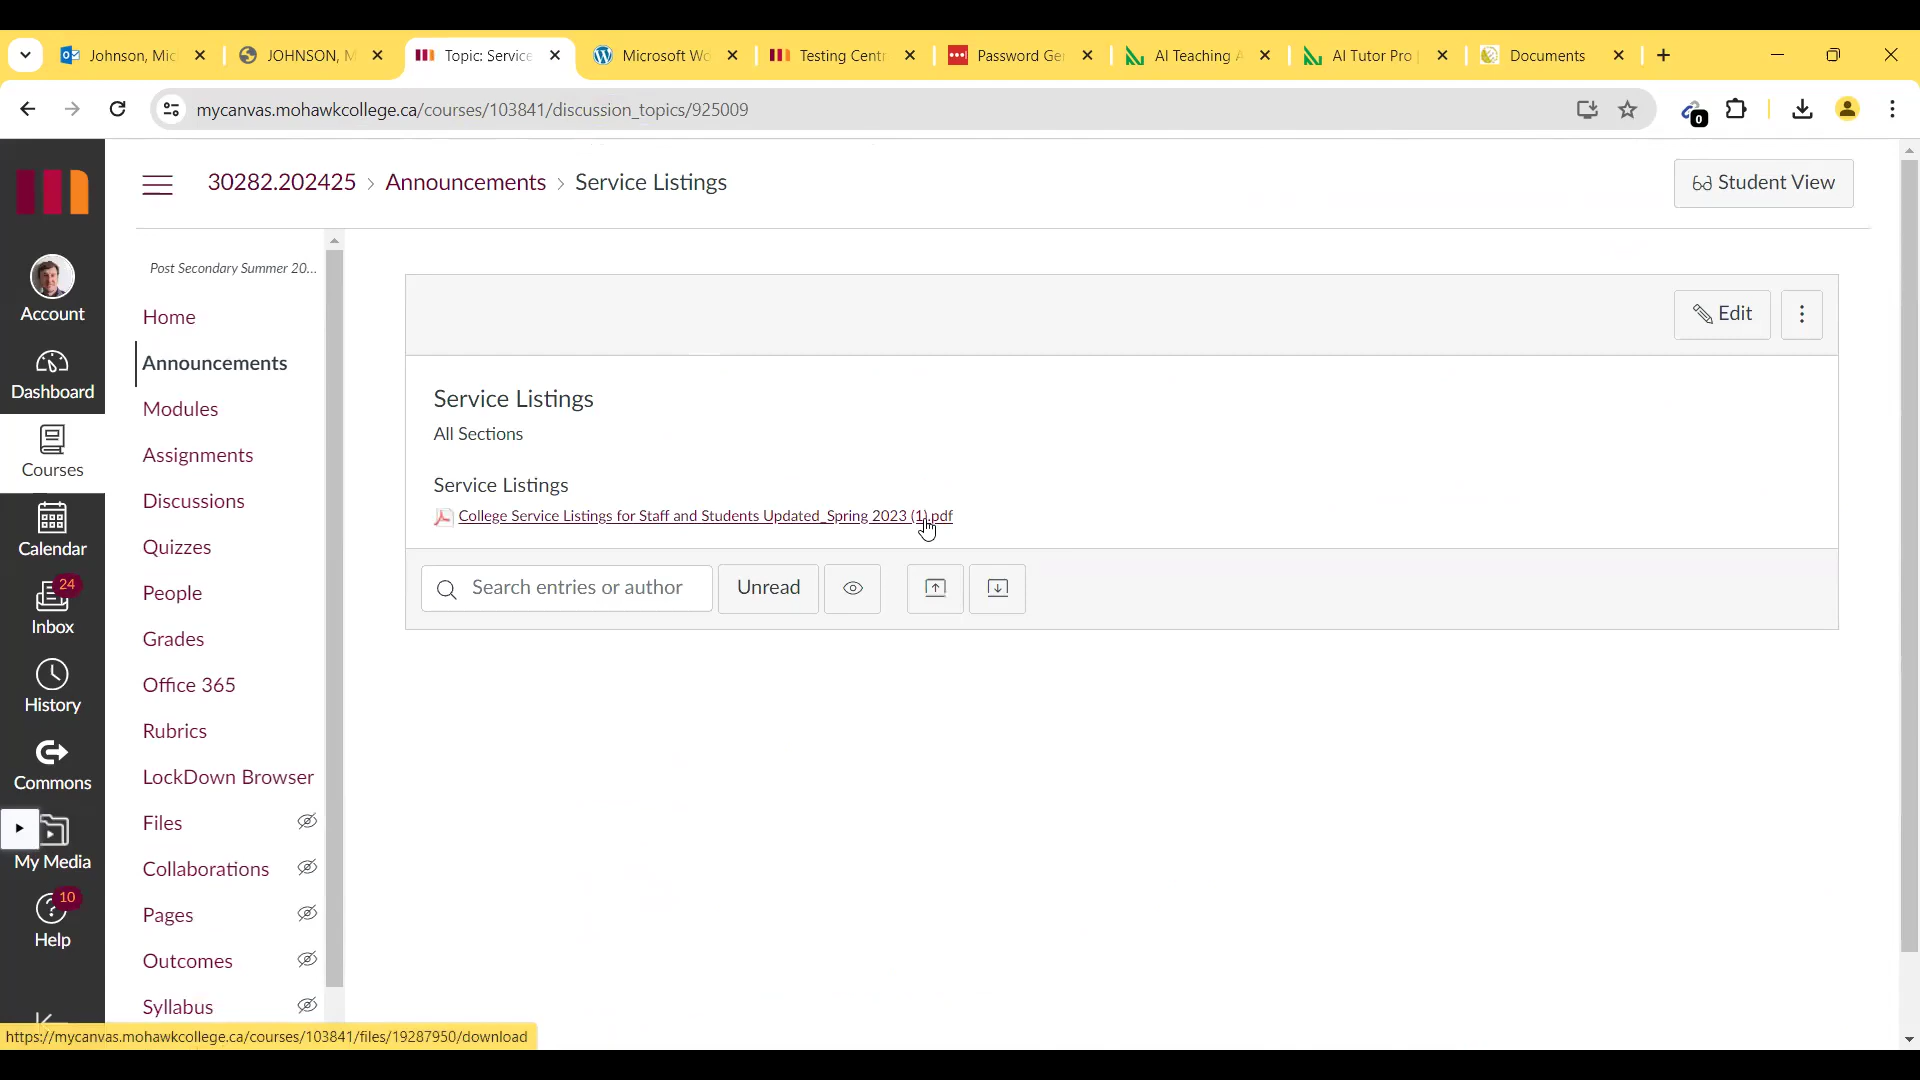 Johnson, Mic
JOHNSON, M
Topic: Service
Microsoft Wo
Testing Centr
Password Ge
AI Teaching A
AI Tutor Pro
Documents
mycanvas.mohawkcollege.ca/courses/103841/discussion_topics/925009
0
30282.202425 › Announcements › Service Listings
Student View
Account
Dashboard
Courses
Calendar
24
Inbox
History
Commons
My Media
10
Help
Post Secondary Summer 20...
Home
Announcements
Modules
Assignments
Discussions
Quizzes
People
Grades
Office 365
Rubrics
LockDown Browser
Files
Collaborations
Pages
Outcomes
Syllabus
Edit
Service Listings
All Sections
Service Listings
College Service Listings for Staff and Students Updated_Spring 2023 (1).pdf
Search entries or author
Unread
https://mycanvas.mohawkcollege.ca/courses/103841/files/19287950/download